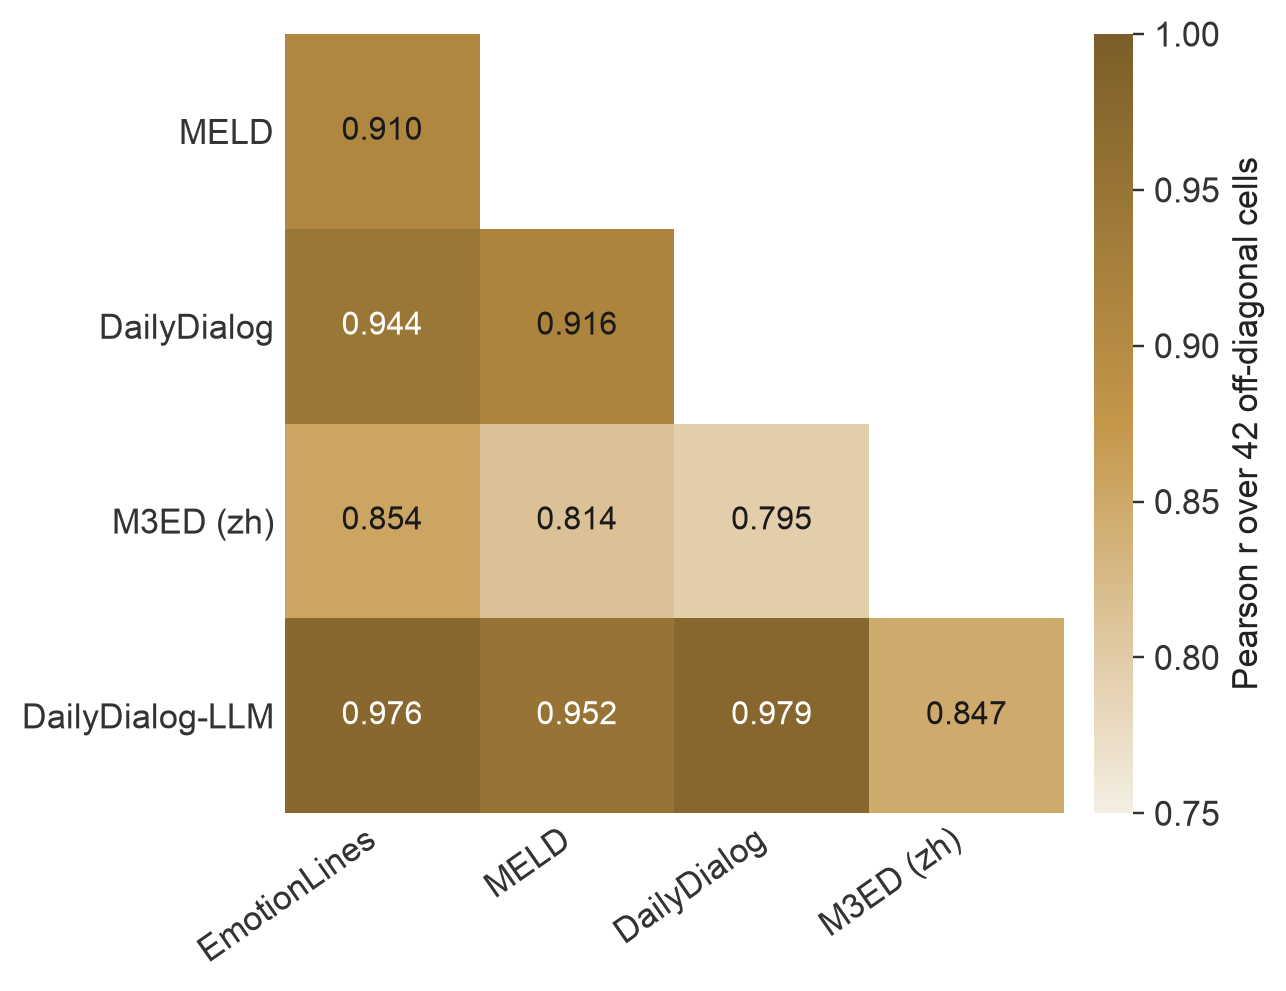 MELD
0.910
DailyDialog
0.944 0.916
M3ED (zh)
0.854 0.814 0.795
DailyDialog-LLM
0.976 0.952 0.979 0.847
EmotionLines
MELD
DailyDialog
M3ED (zh)
1.00
0.95
0.90
0.85
0.80
0.75
Pearson r over 42 off-diagonal cells